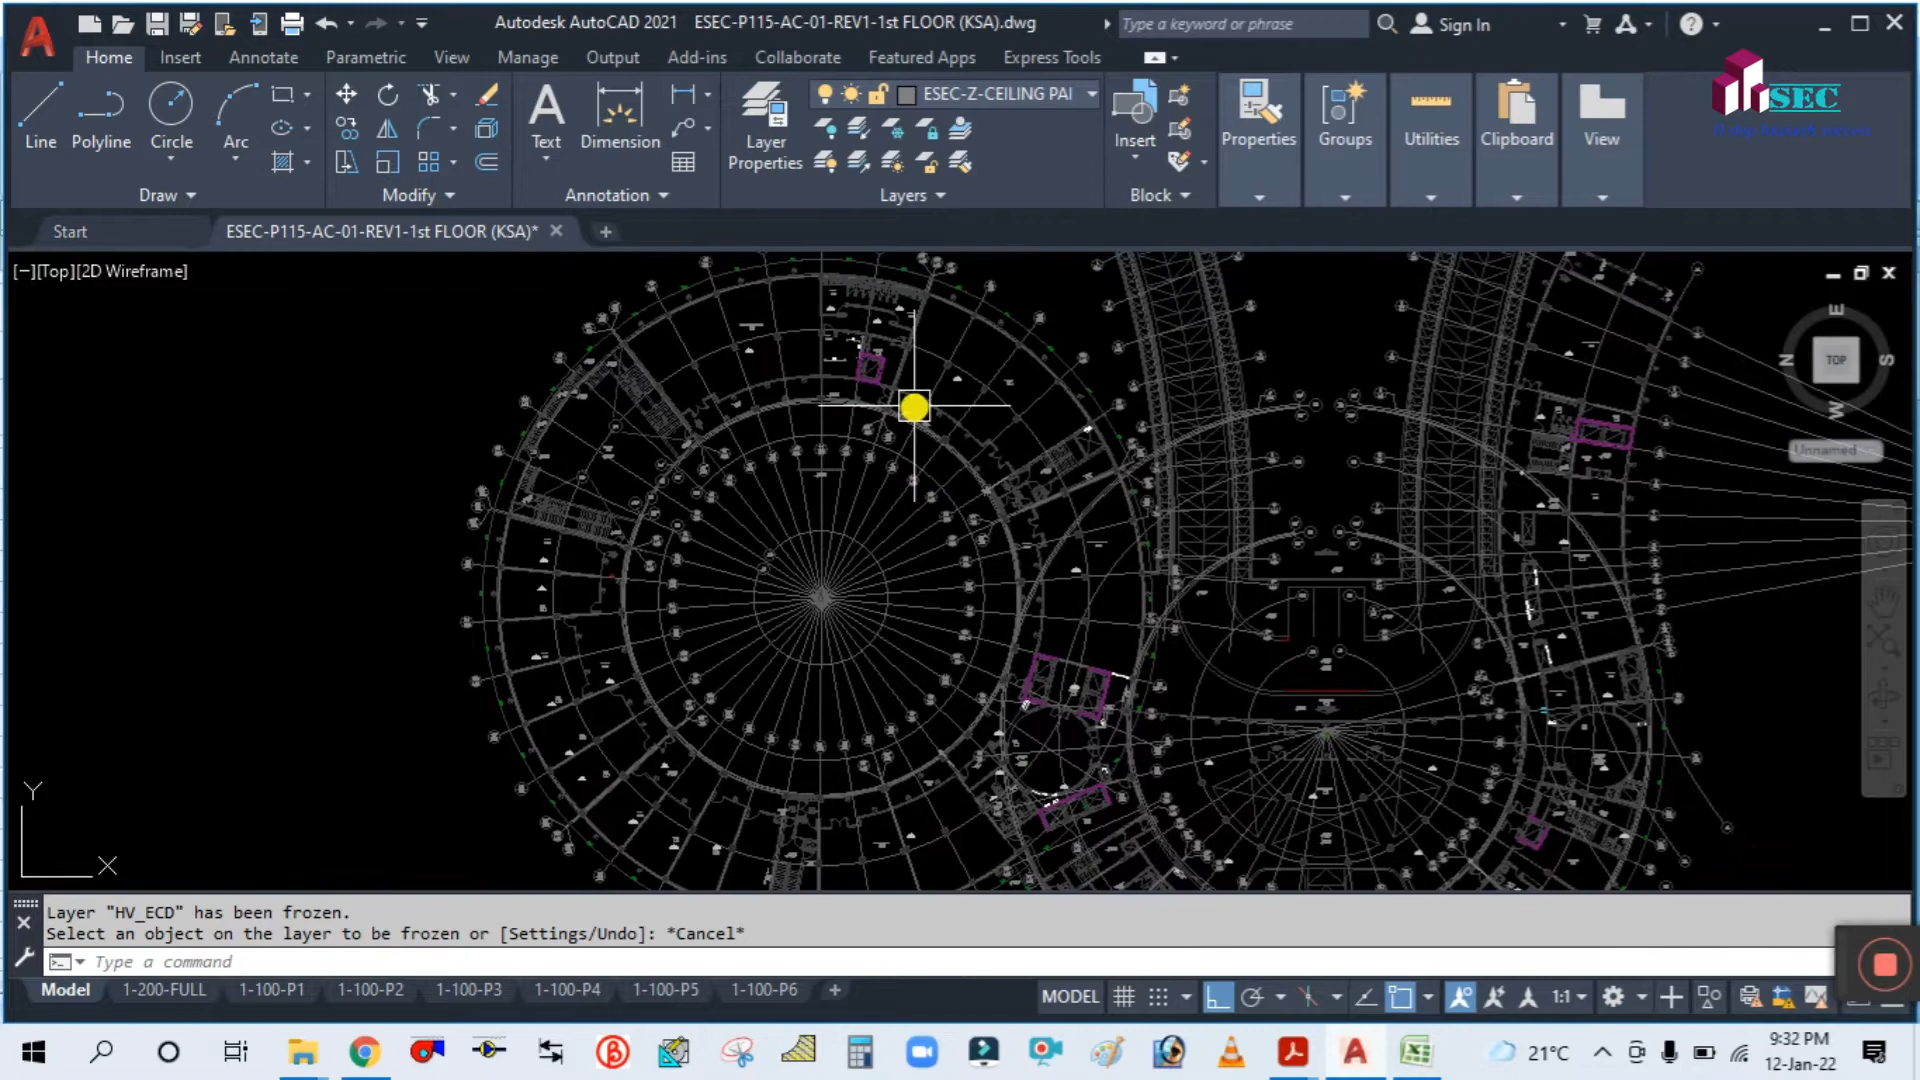 Autodesk AutoCAD 2021 ESEC-P115-AC-01-REV1-1st FLOOR (KSA).dwg
Type a keyword or phrase
Sign In
Home Insert Annotate Parametric View Manage Output Add-ins Collaborate Featured Apps Express Tools
SEC
ESEC-Z-CEILING PAI
Line Polyline Circle Arc
Text Dimension
Layer Properties
Insert
Properties Groups Utilities Clipboard View
Draw Modify Annotation Layers Block
Start
ESEC-P115-AC-01-REV1-1st FLOOR (KSA)*
[−][Top][2D Wireframe]
E
N TOP S
W
Unnamed
Y
X
Layer "HV_ECD" has been frozen.
Select an object on the layer to be frozen or [Settings/Undo]: *Cancel*
Type a command
Model 1-200-FULL 1-100-P1 1-100-P2 1-100-P3 1-100-P4 1-100-P5 1-100-P6
MODEL
1:1
21°C
9:32 PM
12-Jan-22